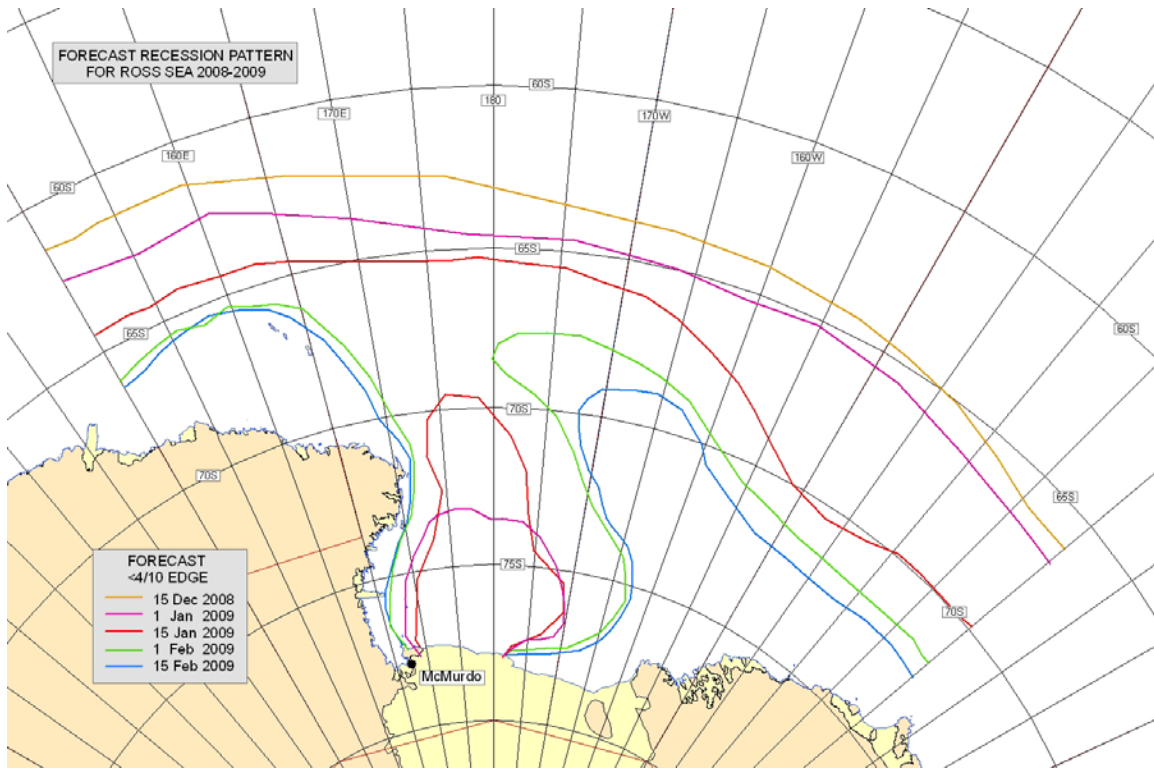 FORECAST RECESSION PATTERN
FOR ROSS SEA 2008-2009
60S
180
170E
170W
160E
160W
60S
65S
60S
65S
70S
70S
65S
75S
70S
FORECAST
<4/10 EDGE
15 Dec 2008
1 Jan 2009
15 Jan 2009
1 Feb 2009
15 Feb 2009
McMurdo